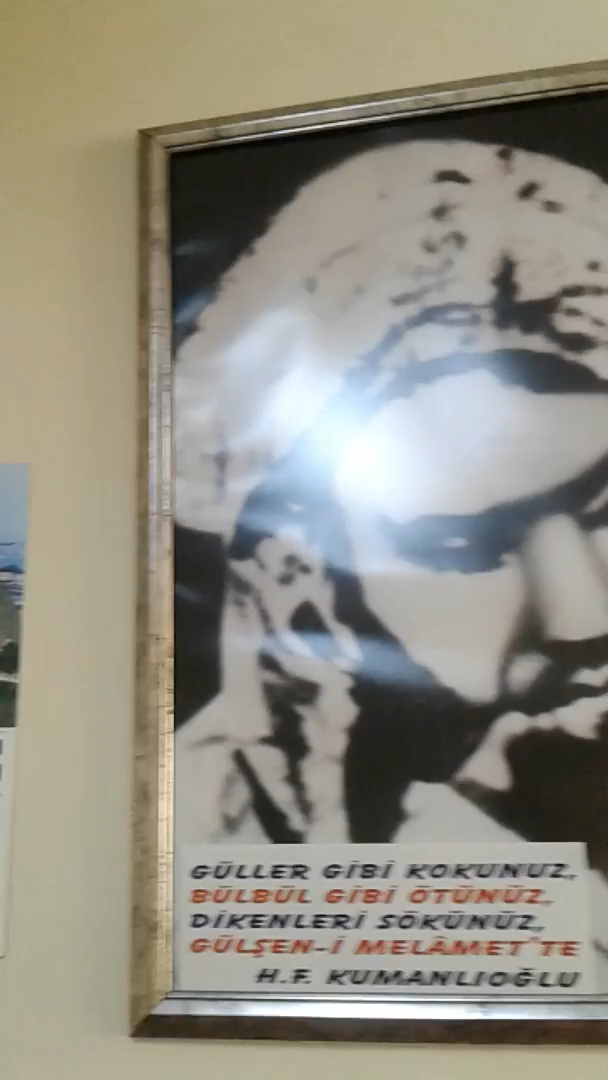 GÜLLER GİBİ KOKUNUZ,
BÜLBÜL GİBİ ÖTÜNÜZ,
DİKENLERİ SÖKÜNÜZ,
GÜLŞEN-İ MELÂMET'TE
H.F. KUMANLIOĞLU